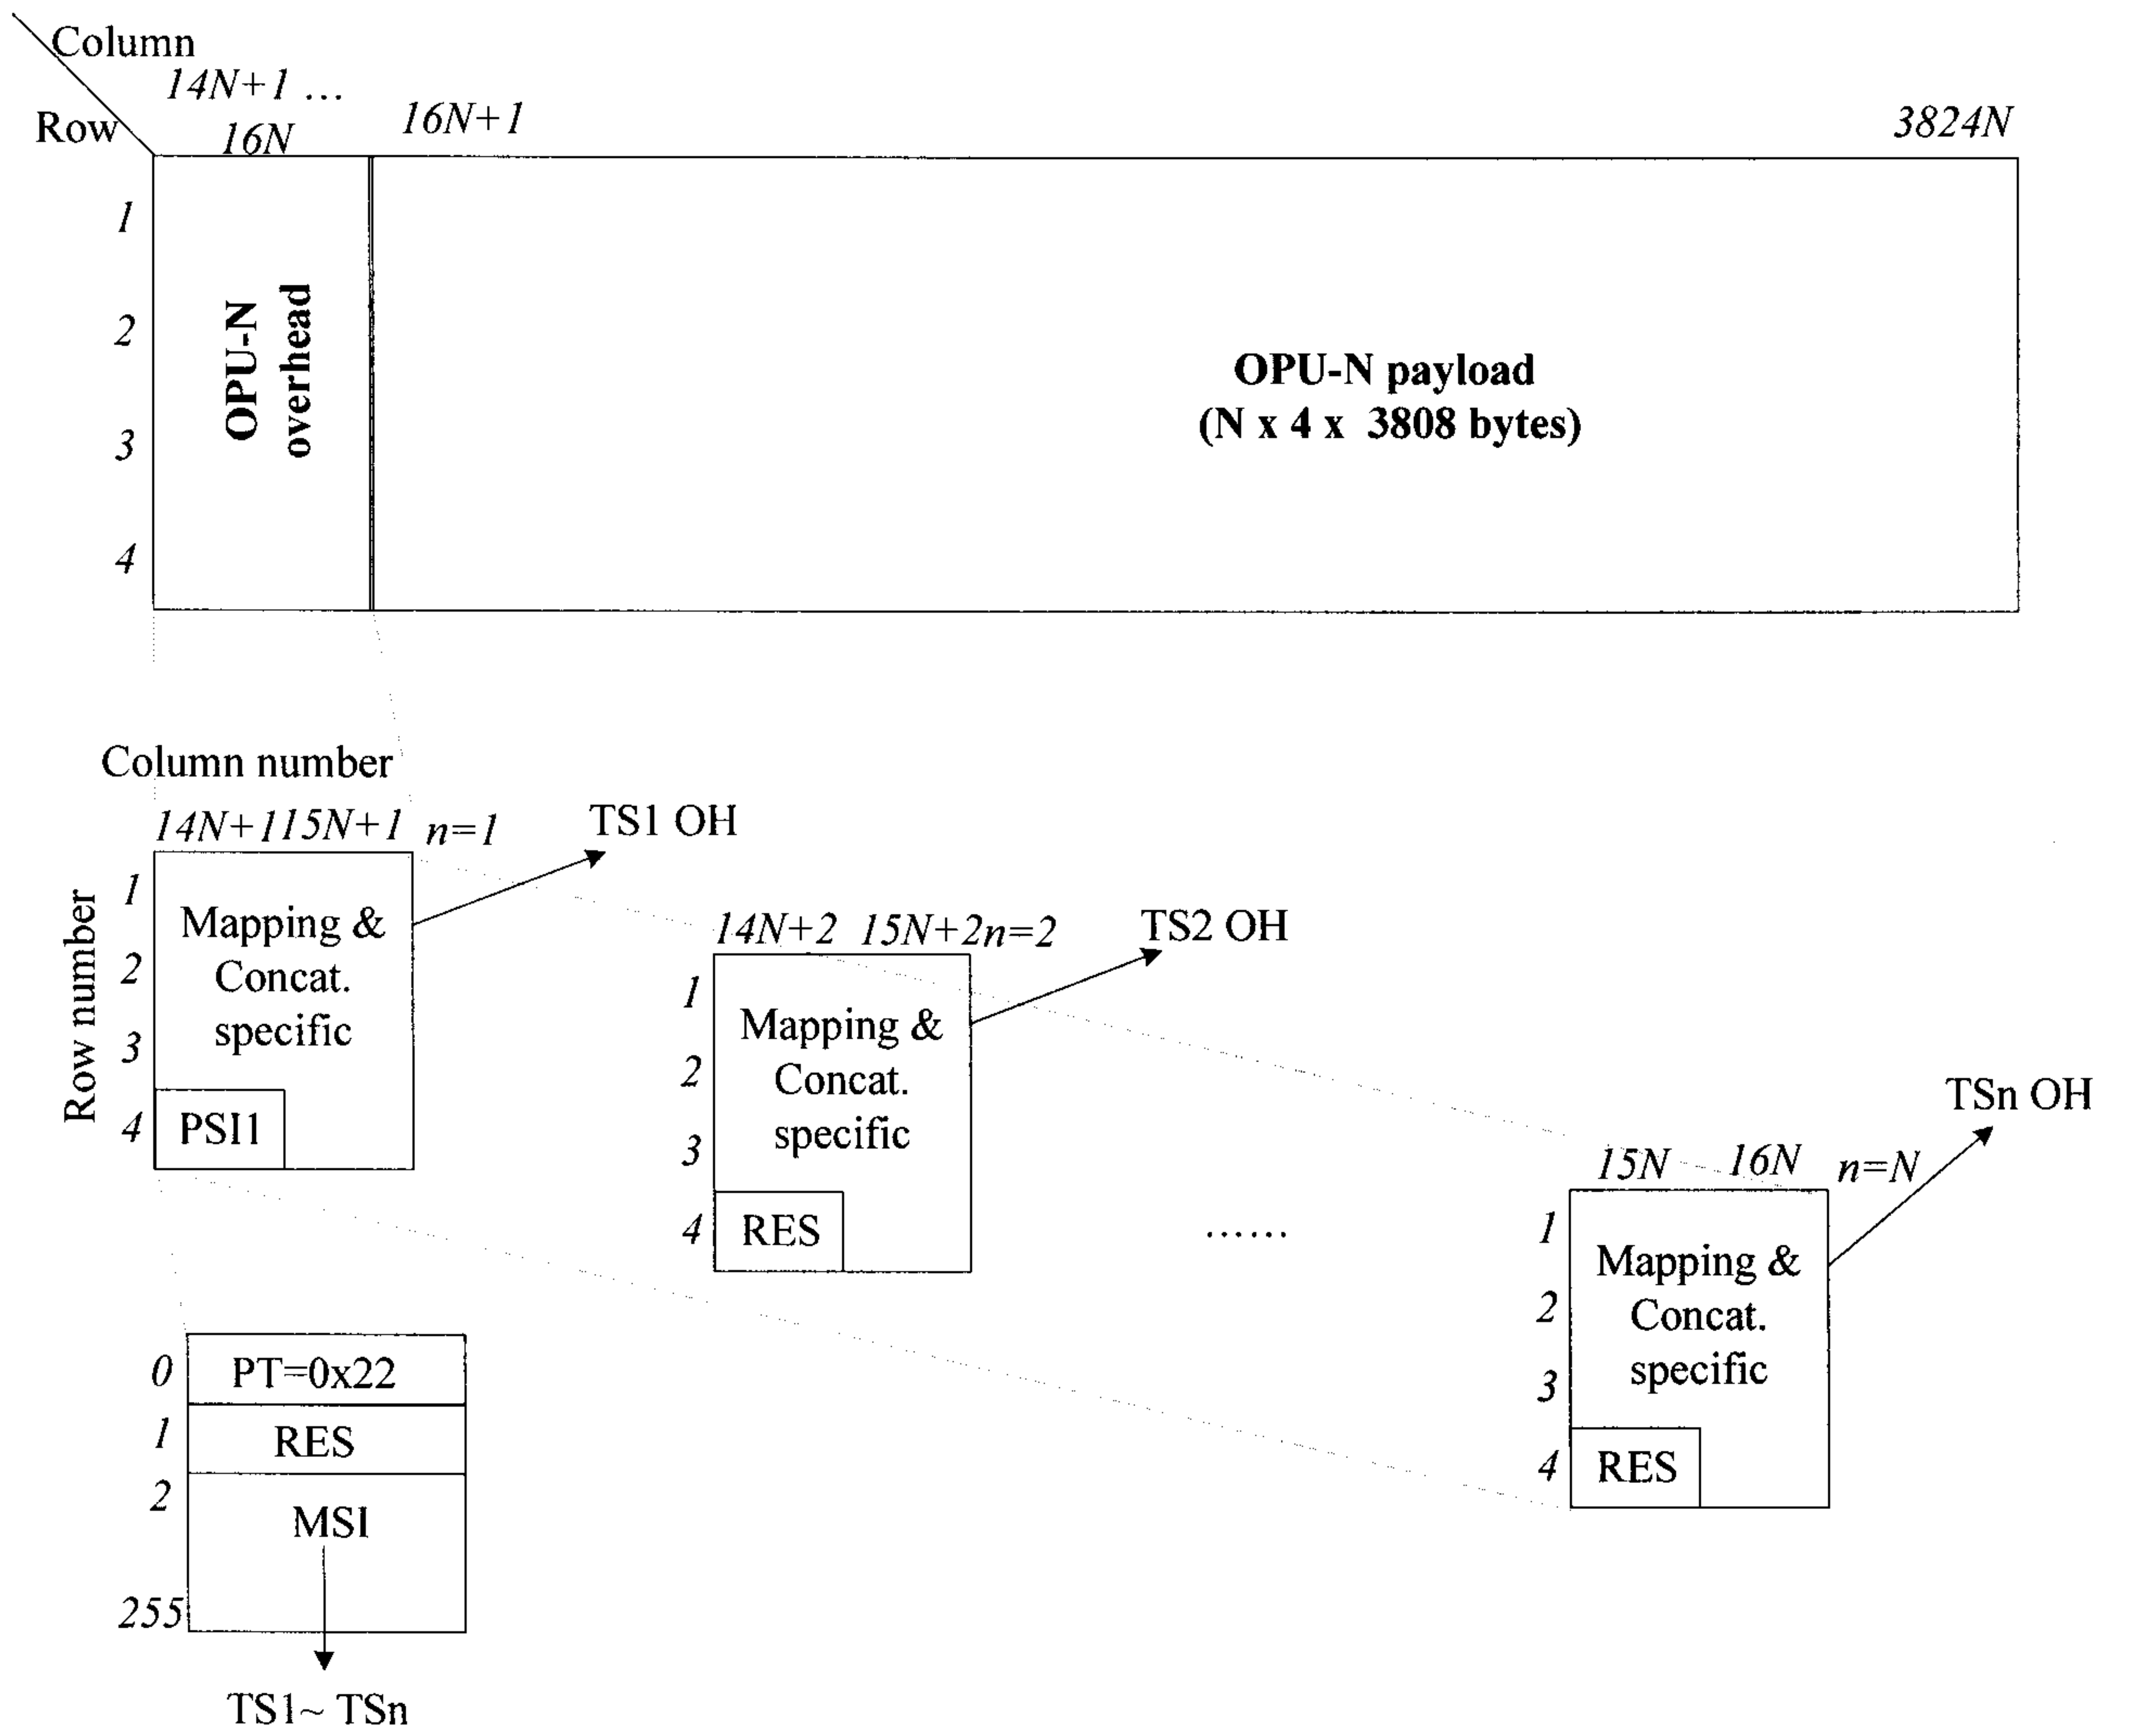 Column
14N+1 ...
16N
16N+1
3824N
Row
1
2
3
4
OPU-N
overhead
OPU-N payload
(N x 4 x 3808 bytes)
Column number
14N+1 15N+1 n=1
TS1 OH
Row number
1
2
3
4
Mapping &
Concat.
specific
PSI1
14N+2 15N+2 n=2
TS2 OH
1
2
3
4
Mapping &
Concat.
specific
RES
......
15N 16N n=N
TSn OH
1
2
3
4
Mapping &
Concat.
specific
RES
0 PT=0x22
1 RES
2
MSI
255
TS1~ TSn